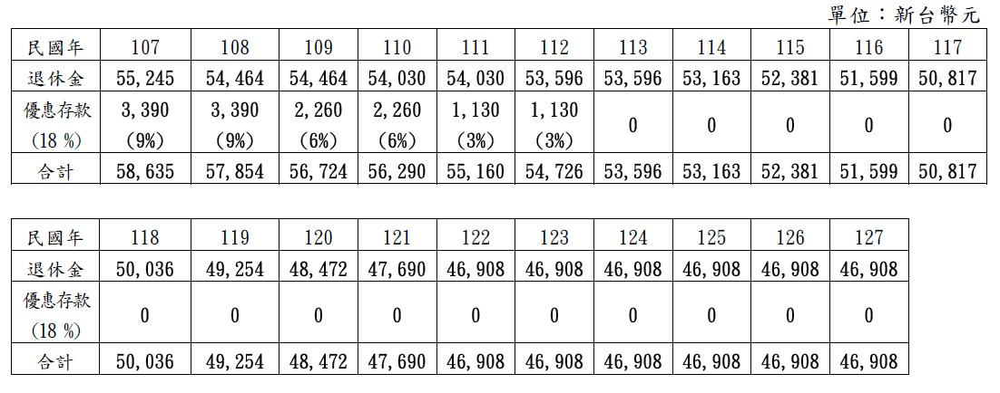 單位：新台幣元
民國年 107 108 109 110 111 112 113 114 115 116 117
退休金 55,245 54,464 54,464 54,030 54,030 53,596 53,596 53,163 52,381 51,599 50,817
優惠存款 3,390 3,390 2,260 2,260 1,130 1,130 0 0 0 0 0
(18 %) (9%) (9%) (6%) (6%) (3%) (3%)
合計 58,635 57,854 56,724 56,290 55,160 54,726 53,596 53,163 52,381 51,599 50,817
民國年 118 119 120 121 122 123 124 125 126 127
退休金 50,036 49,254 48,472 47,690 46,908 46,908 46,908 46,908 46,908 46,908
優惠存款 0 0 0 0 0 0 0 0 0 0
(18 %)
合計 50,036 49,254 48,472 47,690 46,908 46,908 46,908 46,908 46,908 46,908